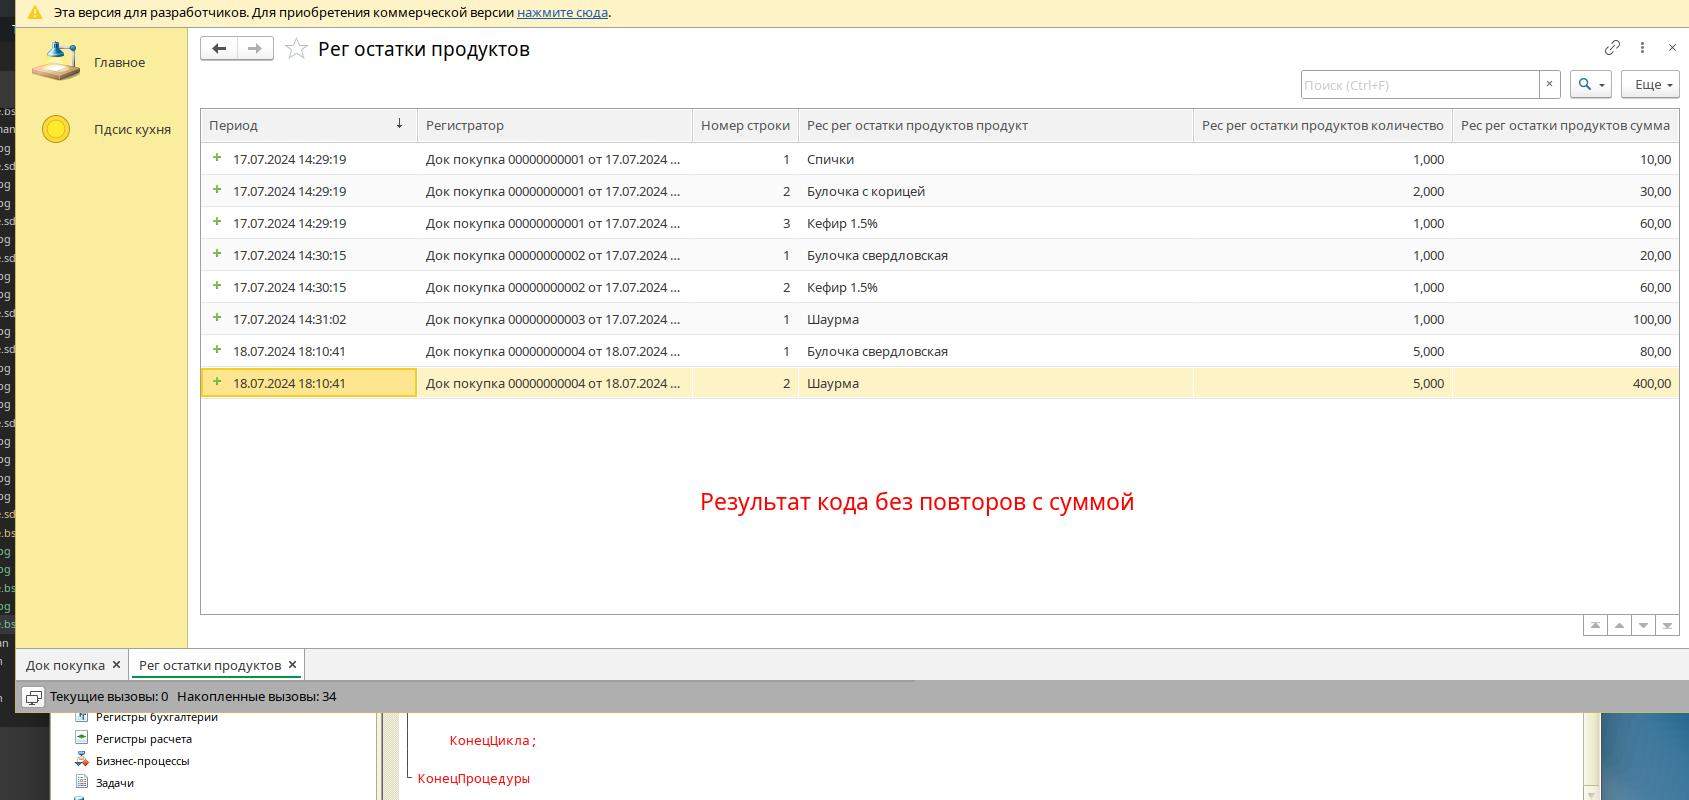 Эта версия для разработчиков. Для приобретения коммерческой версии нажмите сюда.
Главное
Пдсис кухня
Рег остатки продуктов
Поиск (Ctrl+F) × Еще
Период Регистратор Номер строки Рес рег остатки продуктов продукт Рес рег остатки продуктов количество Рес рег остатки продуктов сумма
17.07.2024 14:29:19 Док покупка 00000000001 от 17.07.2024 ... 1 Спички 1,000 10,00
17.07.2024 14:29:19 Док покупка 00000000001 от 17.07.2024 ... 2 Булочка с корицей 2,000 30,00
17.07.2024 14:29:19 Док покупка 00000000001 от 17.07.2024 ... 3 Кефир 1.5% 1,000 60,00
17.07.2024 14:30:15 Док покупка 00000000002 от 17.07.2024 ... 1 Булочка свердловская 1,000 20,00
17.07.2024 14:30:15 Док покупка 00000000002 от 17.07.2024 ... 2 Кефир 1.5% 1,000 60,00
17.07.2024 14:31:02 Док покупка 00000000003 от 17.07.2024 ... 1 Шаурма 1,000 100,00
18.07.2024 18:10:41 Док покупка 00000000004 от 18.07.2024 ... 1 Булочка свердловская 5,000 80,00
18.07.2024 18:10:41 Док покупка 00000000004 от 18.07.2024 ... 2 Шаурма 5,000 400,00
Результат кода без повторов с суммой
Док покупка × Рег остатки продуктов ×
Текущие вызовы: 0 Накопленные вызовы: 34
Регистры бухгалтерии
Регистры расчета
Бизнес-процессы
Задачи
КонецЦикла;
КонецПроцедуры